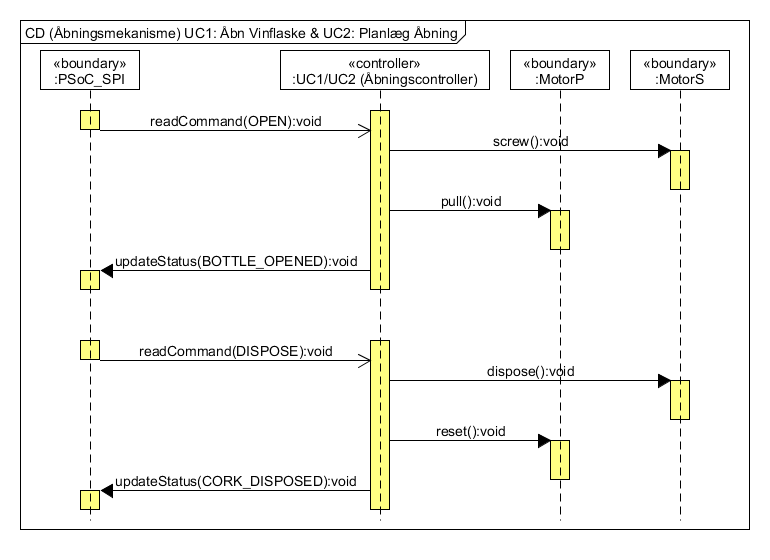 CD (Åbningsmekanisme) UC1: Åbn Vinflaske & UC2: Planlæg Åbning
«boundary»
:PSoC_SPI
«controller»
:UC1/UC2 (Åbningscontroller)
«boundary»
:MotorP
«boundary»
:MotorS
readCommand(OPEN):void
screw():void
pull():void
updateStatus(BOTTLE_OPENED):void
readCommand(DISPOSE):void
dispose():void
reset():void
updateStatus(CORK_DISPOSED):void